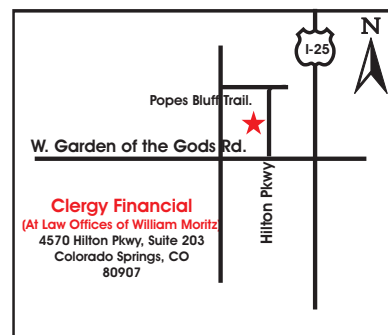 N
I-25
Popes Bluff Trail.
W. Garden of the Gods Rd.
Hilton Pkwy
Clergy Financial
(At Law Offices of William Moritz)
4570 Hilton Pkwy, Suite 203
Colorado Springs, CO
80907